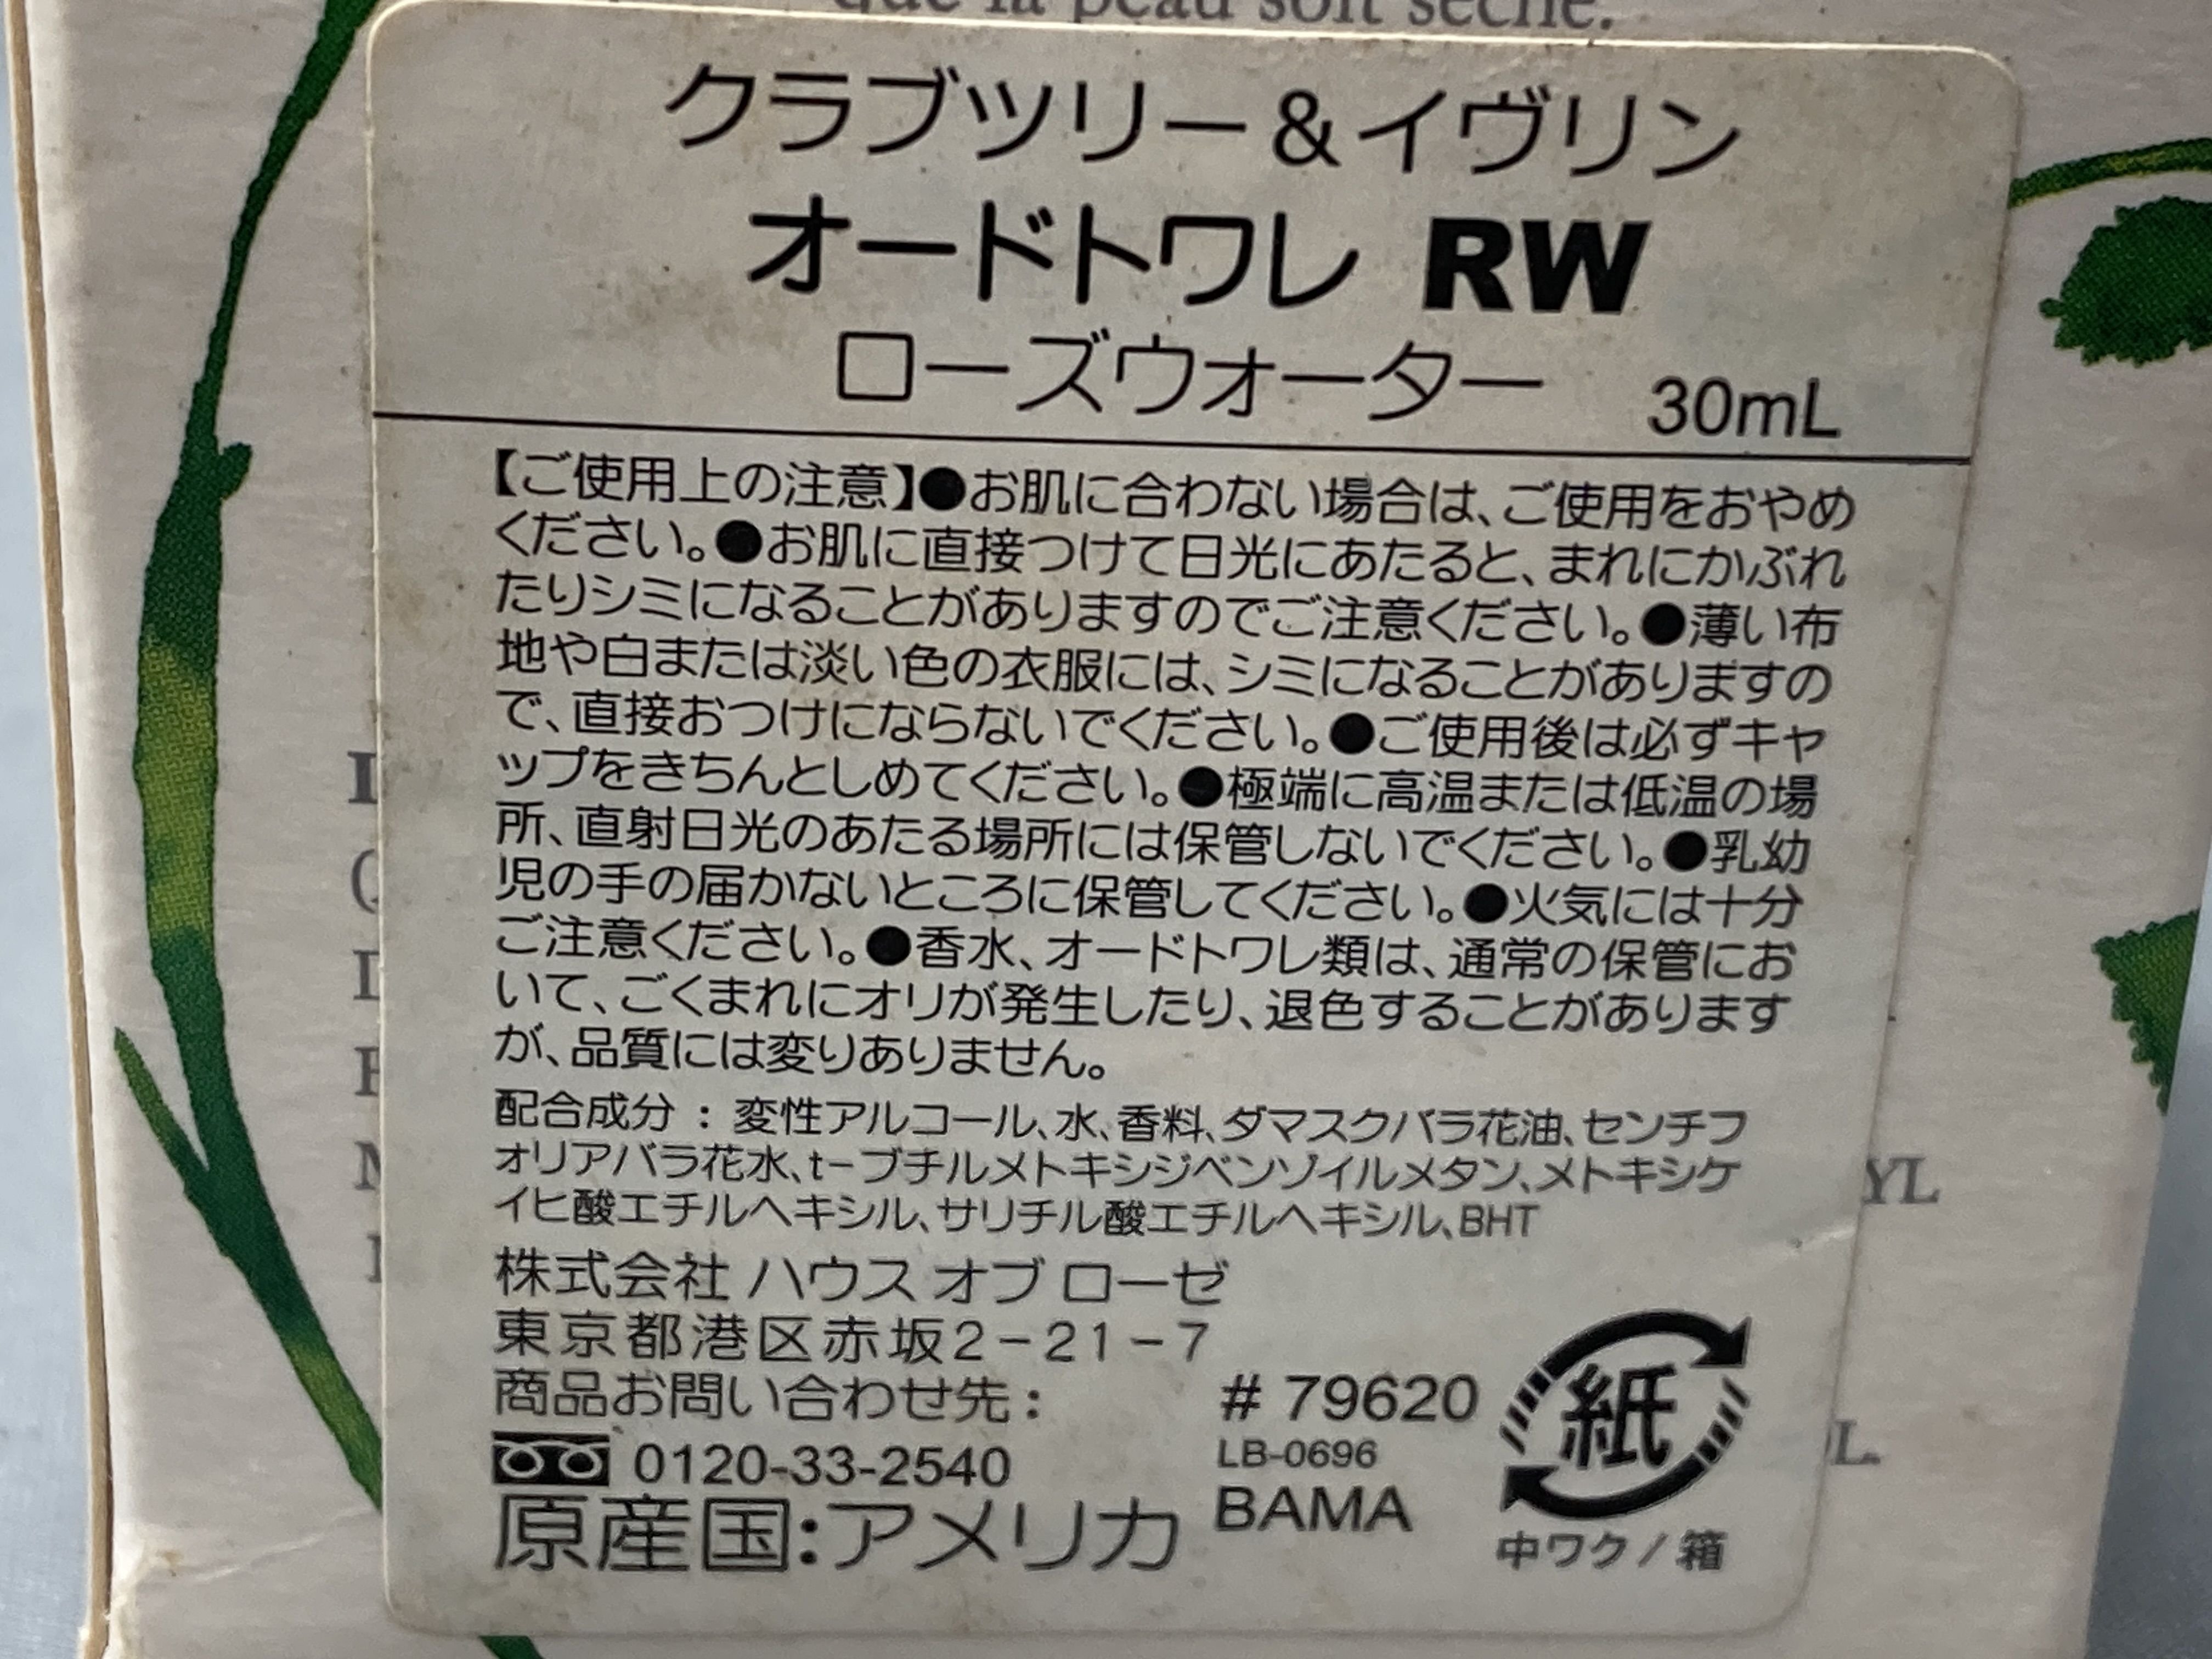 que la peau soit sèche.
クラブツリー&イヴリン
オードトワレ RW
ローズウォーター 30mL
【ご使用上の注意】●お肌に合わない場合は、ご使用をおやめ
ください。●お肌に直接つけて日光にあたると、まれにかぶれ
たりシミになることがありますのでご注意ください。●薄い布
地や白または淡い色の衣服には、シミになることがありますの
で、直接おつけにならないでください。●ご使用後は必ずキャ
ップをきちんとしめてください。●極端に高温または低温の場
所、直射日光のあたる場所には保管しないでください。●乳幼
児の手の届かないところに保管してください。●火気には十分
ご注意ください。●香水、オードトワレ類は、通常の保管にお
いて、ごくまれにオリが発生したり、退色することがあります
が、品質には変りありません。
配合成分 : 変性アルコール、水、香料、ダマスクバラ花油、センチフ
ォリアバラ花水、t-ブチルメトキシジベンゾイルメタン、メトキシケ
イヒ酸エチルヘキシル、サリチル酸エチルヘキシル、BHT
YL
株式会社 ハウス オブ ローゼ
東京都港区赤坂2-21-7
商品お問い合わせ先:
0120-33-2540
原産国:アメリカ
# 79620
LB-0696
BAMA
紙
中ワク/箱
L.